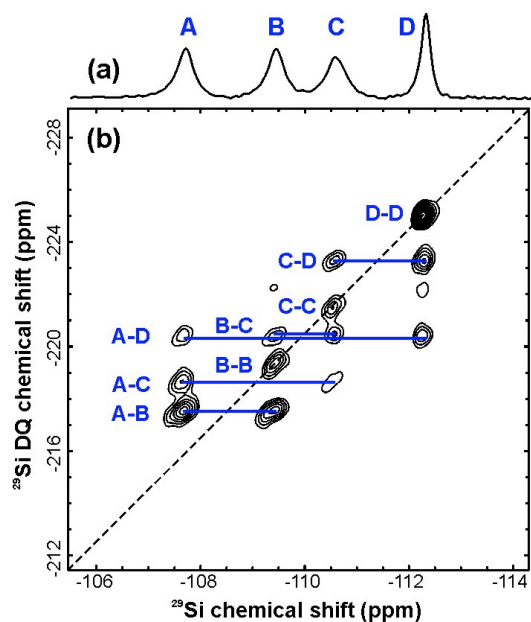 A B C D
(a)
(b)
-228
D-D
-224
C-D
C-C
B-C
-220
A-D
B-B
A-C
A-B
-216
-212
²⁹Si DQ chemical shift (ppm)
-106 -108 -110 -112 -114
²⁹Si chemical shift (ppm)